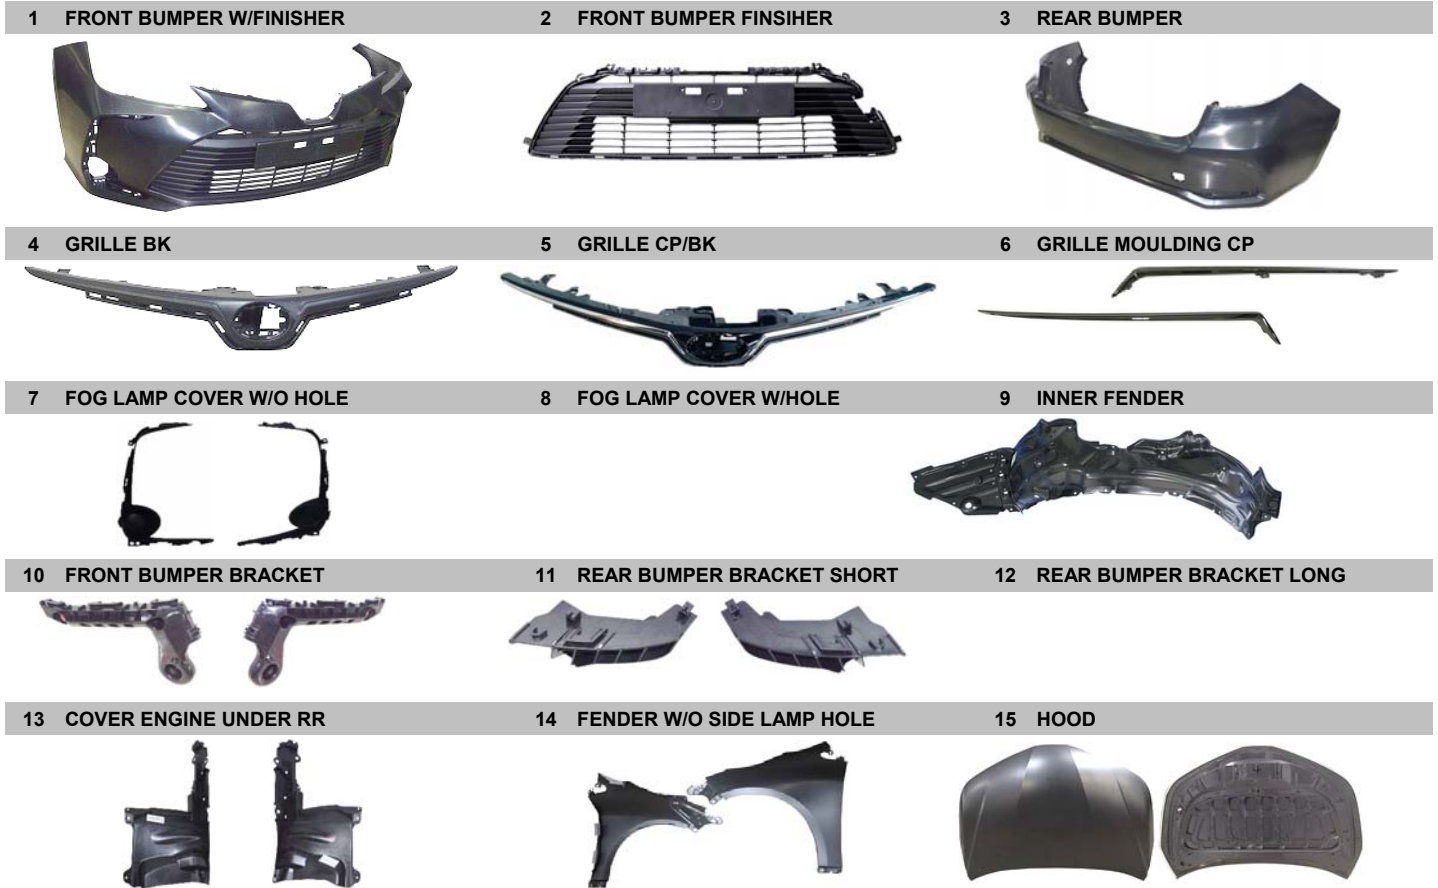 1 FRONT BUMPER W/FINISHER
2 FRONT BUMPER FINSIHER
3 REAR BUMPER
4 GRILLE BK
5 GRILLE CP/BK
6 GRILLE MOULDING CP
7 FOG LAMP COVER W/O HOLE
8 FOG LAMP COVER W/HOLE
9 INNER FENDER
10 FRONT BUMPER BRACKET
11 REAR BUMPER BRACKET SHORT
12 REAR BUMPER BRACKET LONG
13 COVER ENGINE UNDER RR
14 FENDER W/O SIDE LAMP HOLE
15 HOOD